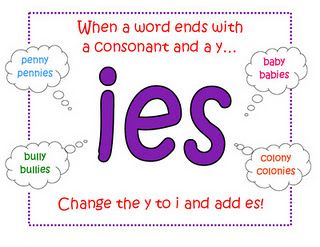 When a word ends with
a consonant and a y...
penny
pennies
baby
babies
ies
bully
bullies
colony
colonies
Change the y to i and add es!